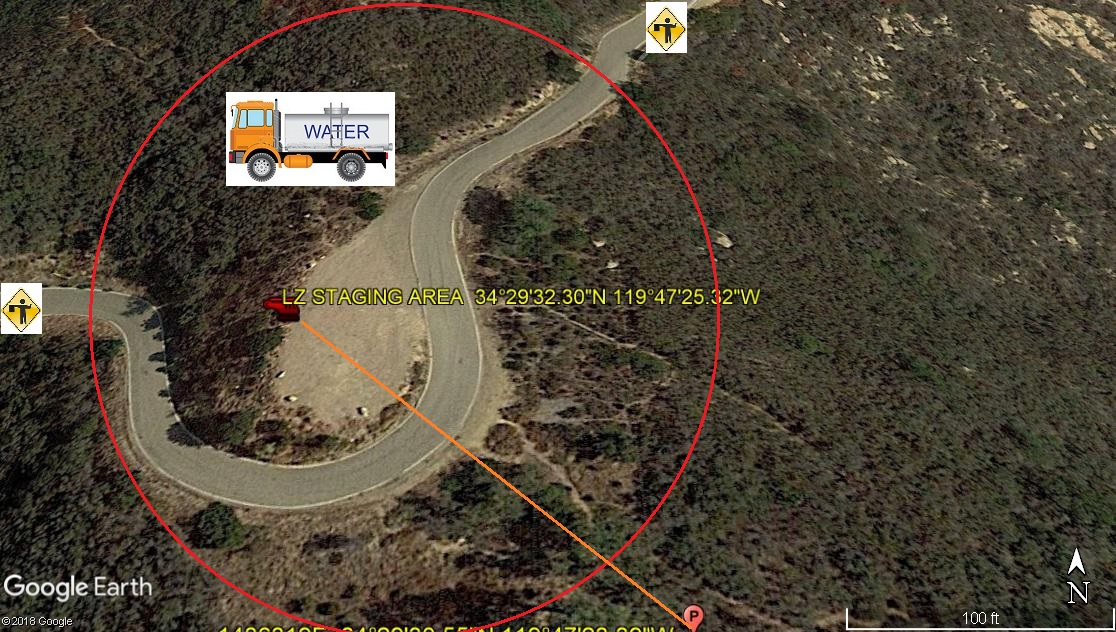 WATER
LZ STAGING AREA 34°29'32.30"N 119°47'25.32"W
Google Earth
©2018 Google
P
100 ft
N